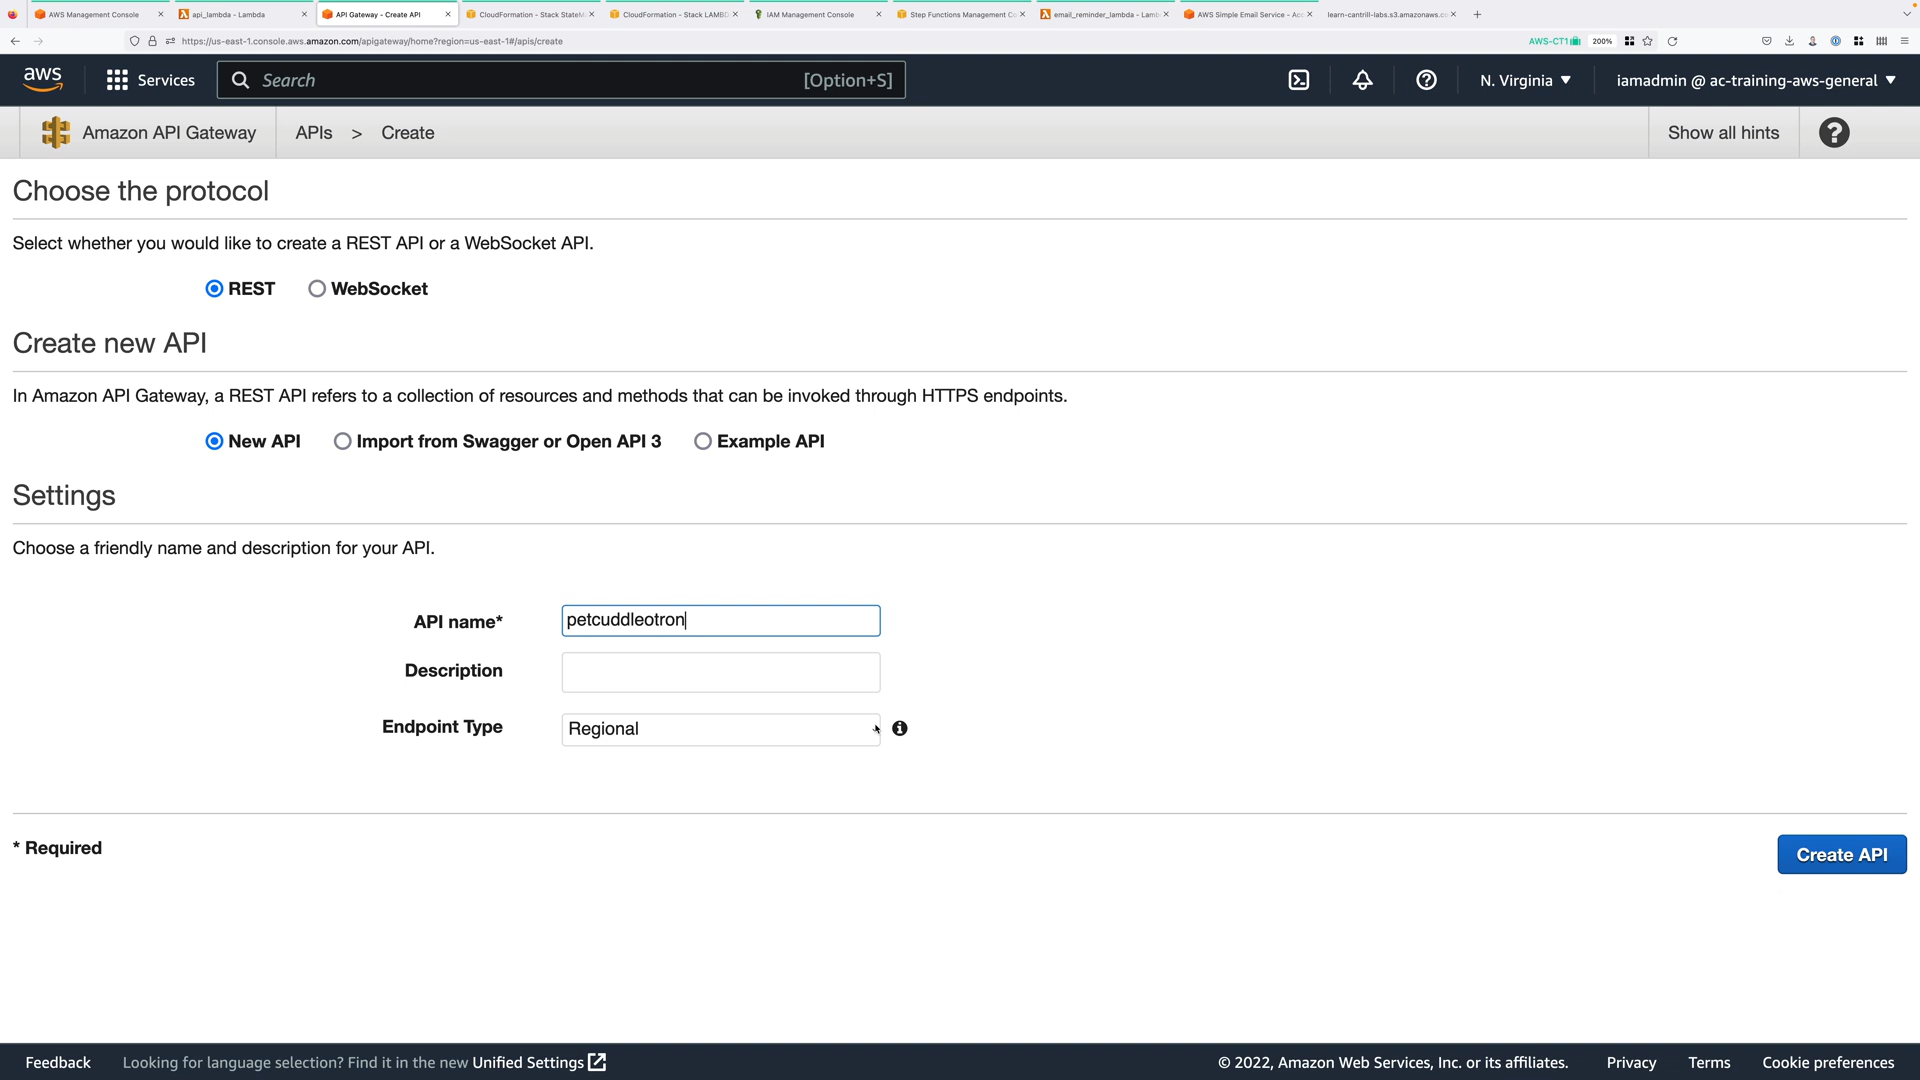 AWS Management Console
api_lambda - Lambda
API Gateway - Create API
CloudFormation - Stack StateM
CloudFormation - Stack LAMBD
IAM Management Console
Step Functions Management Co
email_reminder_lambda - Lamb
AWS Simple Email Service - Acc
learn-cantrill-labs.s3.amazonaws.co
https://us-east-1.console.aws.amazon.com/apigateway/home?region=us-east-1#/apis/create
AWS-CT1
200%
aws
Services
Search
[Option+S]
N. Virginia
iamadmin @ ac-training-aws-general
Amazon API Gateway
APIs > Create
Show all hints
Choose the protocol
Select whether you would like to create a REST API or a WebSocket API.
REST WebSocket
Create new API
In Amazon API Gateway, a REST API refers to a collection of resources and methods that can be invoked through HTTPS endpoints.
New API Import from Swagger or Open API 3 Example API
Settings
Choose a friendly name and description for your API.
API name* petcuddleotron
Description
Endpoint Type Regional
* Required
Create API
Feedback Looking for language selection? Find it in the new Unified Settings
© 2022, Amazon Web Services, Inc. or its affiliates. Privacy Terms Cookie preferences